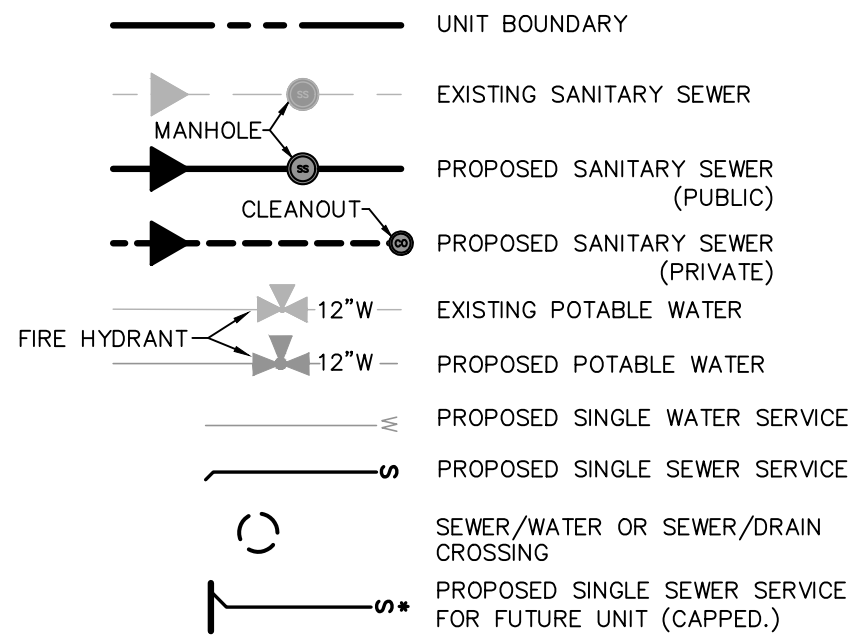 UNIT BOUNDARY
SS
EXISTING SANITARY SEWER
MANHOLE
SS
PROPOSED SANITARY SEWER
(PUBLIC)
CLEANOUT
CO
PROPOSED SANITARY SEWER
(PRIVATE)
12"W
EXISTING POTABLE WATER
FIRE HYDRANT
12"W
PROPOSED POTABLE WATER
W
PROPOSED SINGLE WATER SERVICE
S
PROPOSED SINGLE SEWER SERVICE
SEWER/WATER OR SEWER/DRAIN
CROSSING
S*
PROPOSED SINGLE SEWER SERVICE
FOR FUTURE UNIT (CAPPED.)